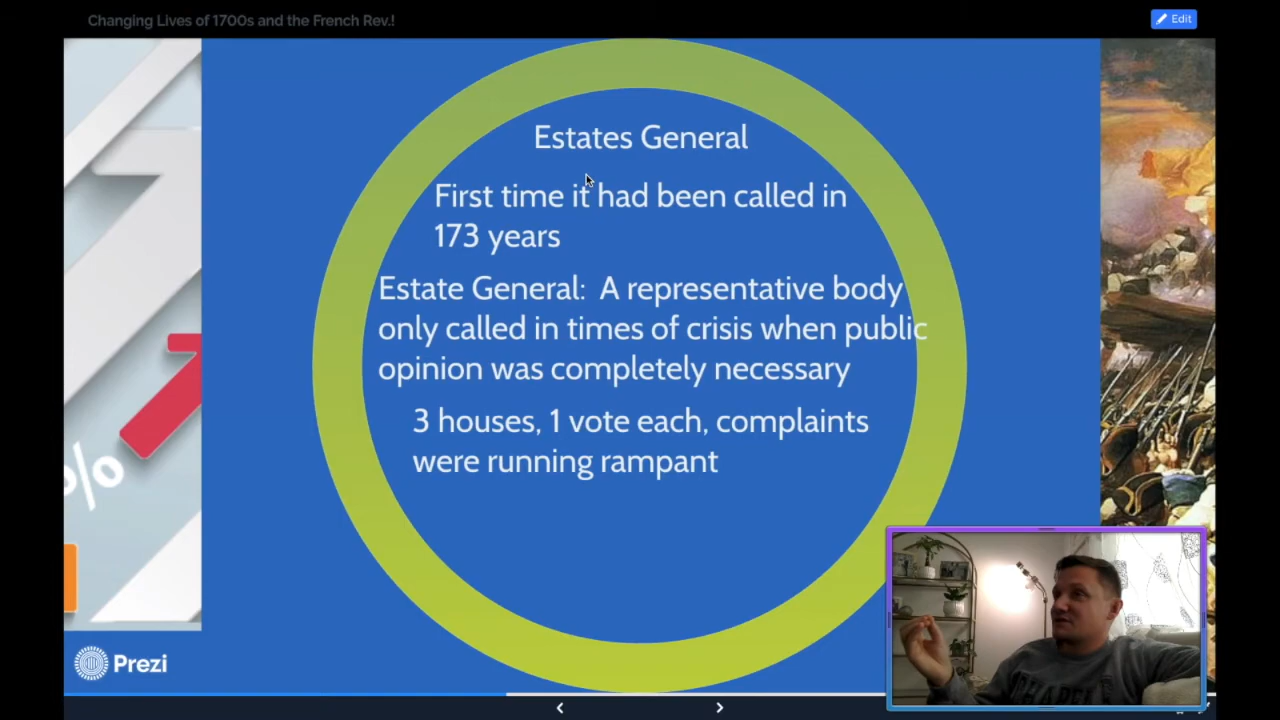 Changing Lives of 1700s and the French Rev.!
Edit
Estates General
First time it had been called in
173 years
Estate General:  A representative body
only called in times of crisis when public
opinion was completely necessary
3 houses, 1 vote each, complaints
were running rampant
%
Prezi